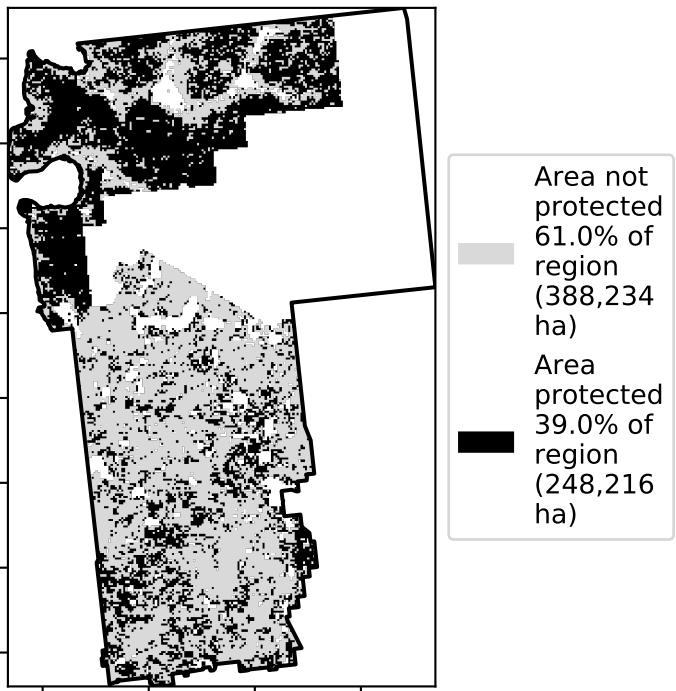 Area not
protected
61.0% of
region
(388,234
ha)
Area
protected
39.0% of
region
(248,216
ha)